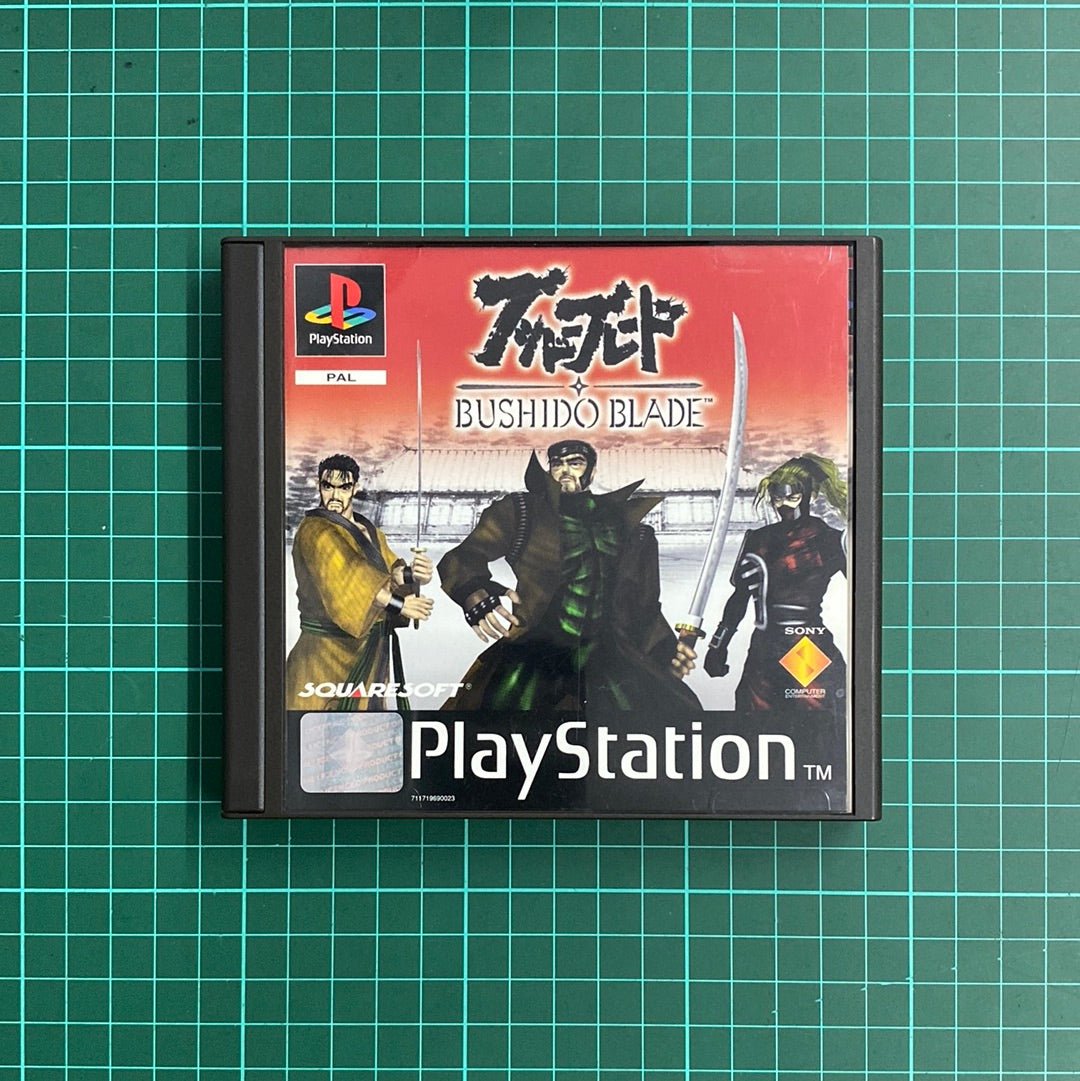 PlayStation
PAL
ブシドーブレード
BUSHIDO BLADE™
SQUARESOFT®
SONY
COMPUTER
ENTERTAINMENT
PlayStation™
711719690023